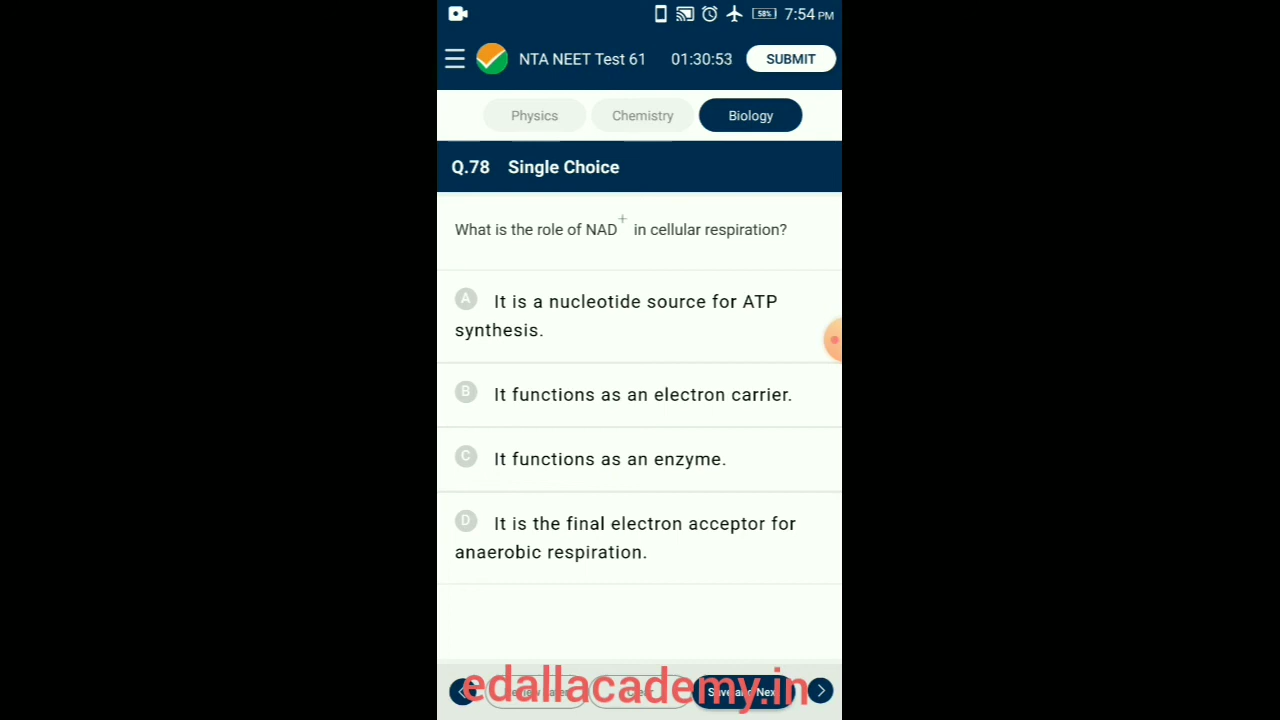 58% 7:54 PM
NTA NEET Test 61 01:30:53 SUBMIT
Physics Chemistry Biology
Q.78 Single Choice
What is the role of NAD+ in cellular respiration?
A It is a nucleotide source for ATP
synthesis.
B It functions as an electron carrier.
C It functions as an enzyme.
D It is the final electron acceptor for
anaerobic respiration.
edallacademy.in